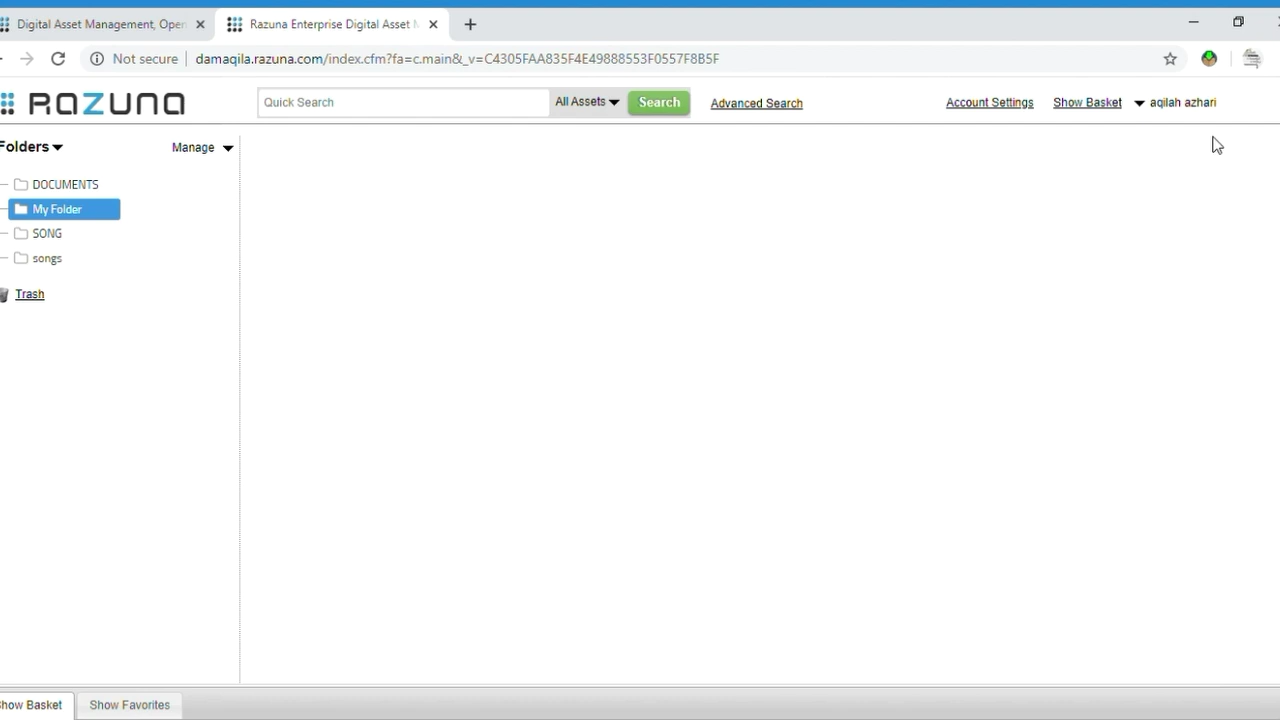 Digital Asset Management, Open
Razuna Enterprise Digital Asset M
Not secure
damaqila.razuna.com/index.cfm?fa=c.main&_v=C4305FAA835F4E49888553F0557F8B5F
RAZUNA
Quick Search
All Assets
Search
Advanced Search
Account Settings
Show Basket
aqilah azhari
Folders
Manage
DOCUMENTS
My Folder
SONG
songs
Trash
Show Basket
Show Favorites